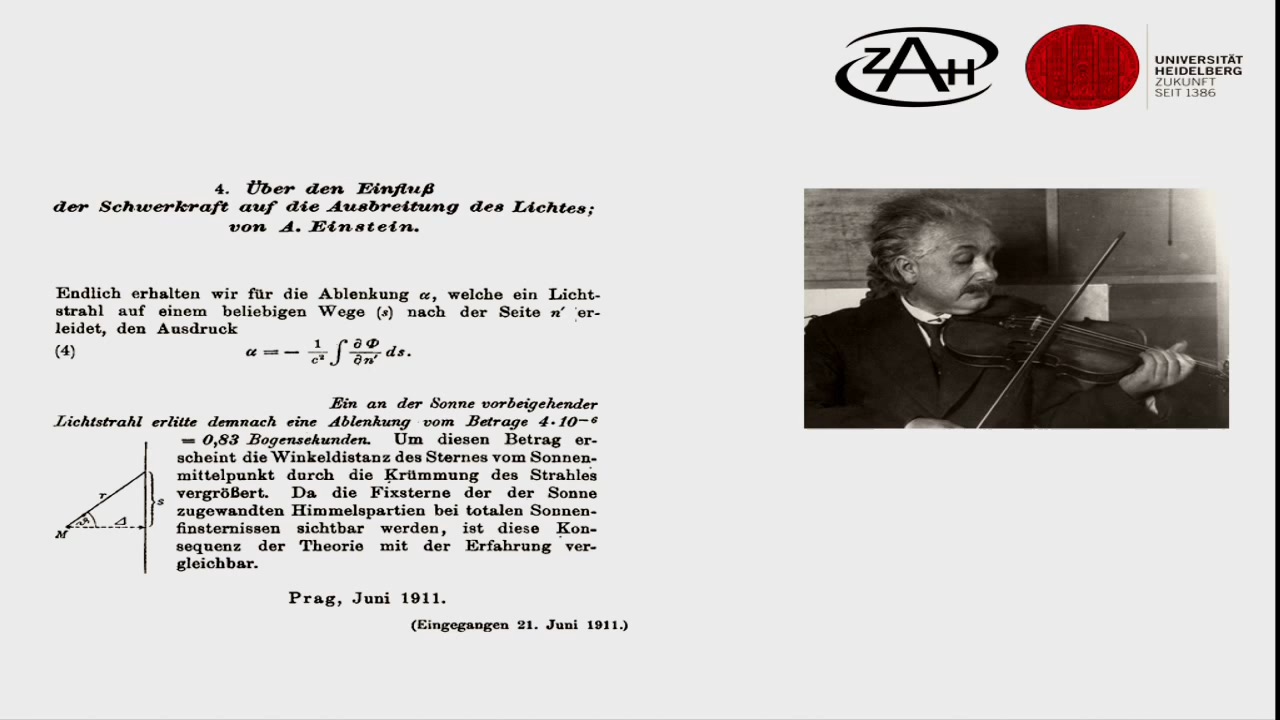 ZAH
UNIVERSITÄT
HEIDELBERG
ZUKUNFT
SEIT 1386
4. Über den Einfluß
der Schwerkraft auf die Ausbreitung des Lichtes;
von A. Einstein.
Endlich erhalten wir für die Ablenkung α, welche ein Licht-
strahl auf einem beliebigen Wege (s) nach der Seite n′ er-
leidet, den Ausdruck
(4) α = − 1/c² ∫ ∂Φ/∂n′ ds.
Ein an der Sonne vorbeigehender
Lichtstrahl erlitte demnach eine Ablenkung vom Betrage 4·10−6
= 0,83 Bogensekunden. Um diesen Betrag er-
scheint die Winkeldistanz des Sternes vom Sonnen-
mittelpunkt durch die Krümmung des Strahles
vergrößert. Da die Fixsterne der der Sonne
zugewandten Himmelspartien bei totalen Sonnen-
finsternissen sichtbar werden, ist diese Kon-
sequenz der Theorie mit der Erfahrung ver-
gleichbar.
r
s
Δ
M
Prag, Juni 1911.
(Eingegangen 21. Juni 1911.)